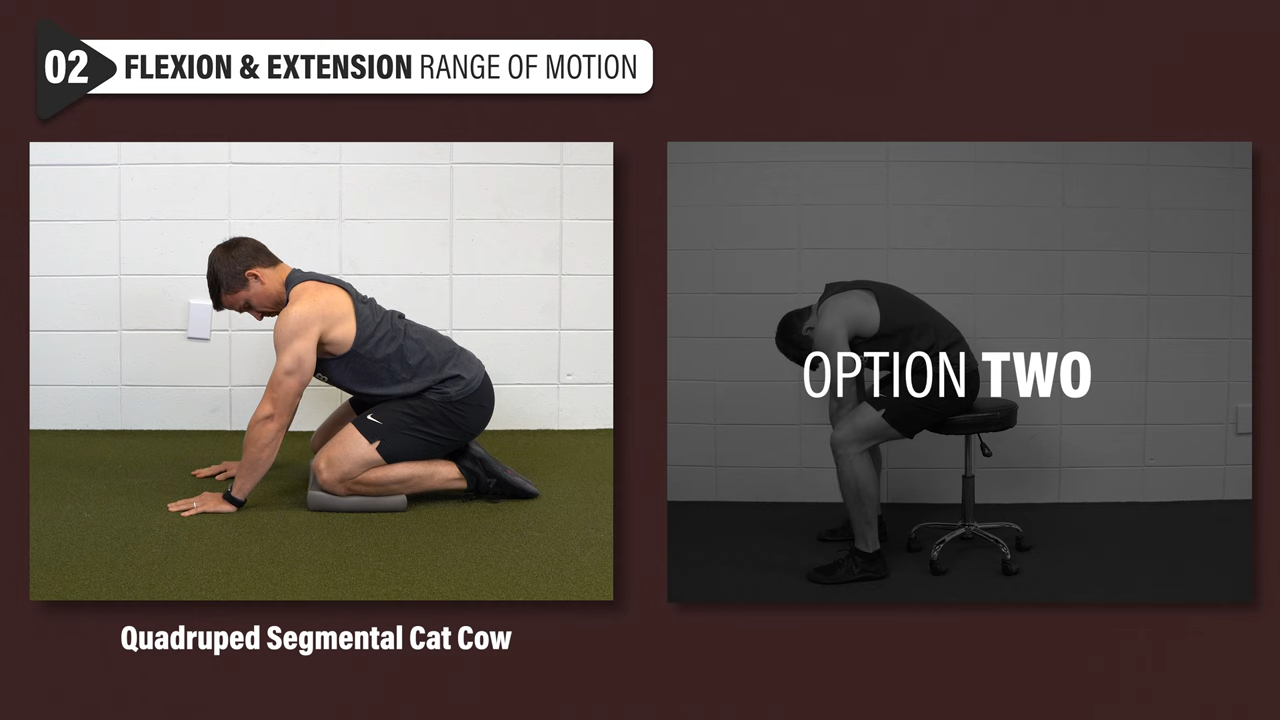 02
FLEXION & EXTENSION RANGE OF MOTION
OPTION TWO
Quadruped Segmental Cat Cow